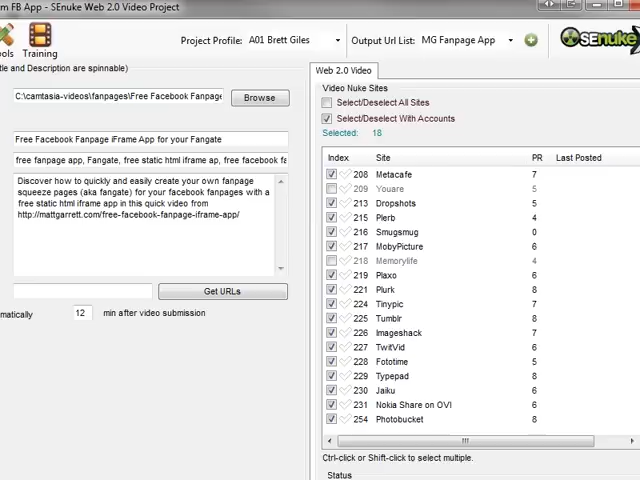 m FB App - SEnuke Web 2.0 Video Project
ols
Training
Project Profile: A01 Brett Giles
Output Url List: MG Fanpage App
SEnuke
tle and Description are spinnable)
C:\camtasia-videos\fanpages\Free Facebook Fanpage
Browse
Free Facebook Fanpage iFrame App for your Fangate
free fanpage app, Fangate, free static html iframe ap, free facebook fa
Discover how to quickly and easily create your own fanpage
squeeze pages (aka fangate) for your facebook fanpages with a
free static html iframe app in this quick video from
http://mattgarrett.com/free-facebook-fanpage-iframe-app/
Get URLs
matically 12 min after video submission
Web 2.0 Video
Video Nuke Sites
Select/Deselect All Sites
Select/Deselect With Accounts
Selected: 18
Index Site PR Last Posted
208 Metacafe 7
209 Youare 5
213 Dropshots 5
215 Plerb 4
216 Smugsmug 0
217 MobyPicture 6
218 Memorylife 4
219 Plaxo 6
221 Plurk 8
224 Tinypic 7
225 Tumblr 8
226 Imageshack 7
227 TwitVid 6
228 Fototime 5
229 Typepad 8
230 Jaiku 6
231 Nokia Share on OVI 6
254 Photobucket 8
Ctrl-click or Shift-click to select multiple.
Status